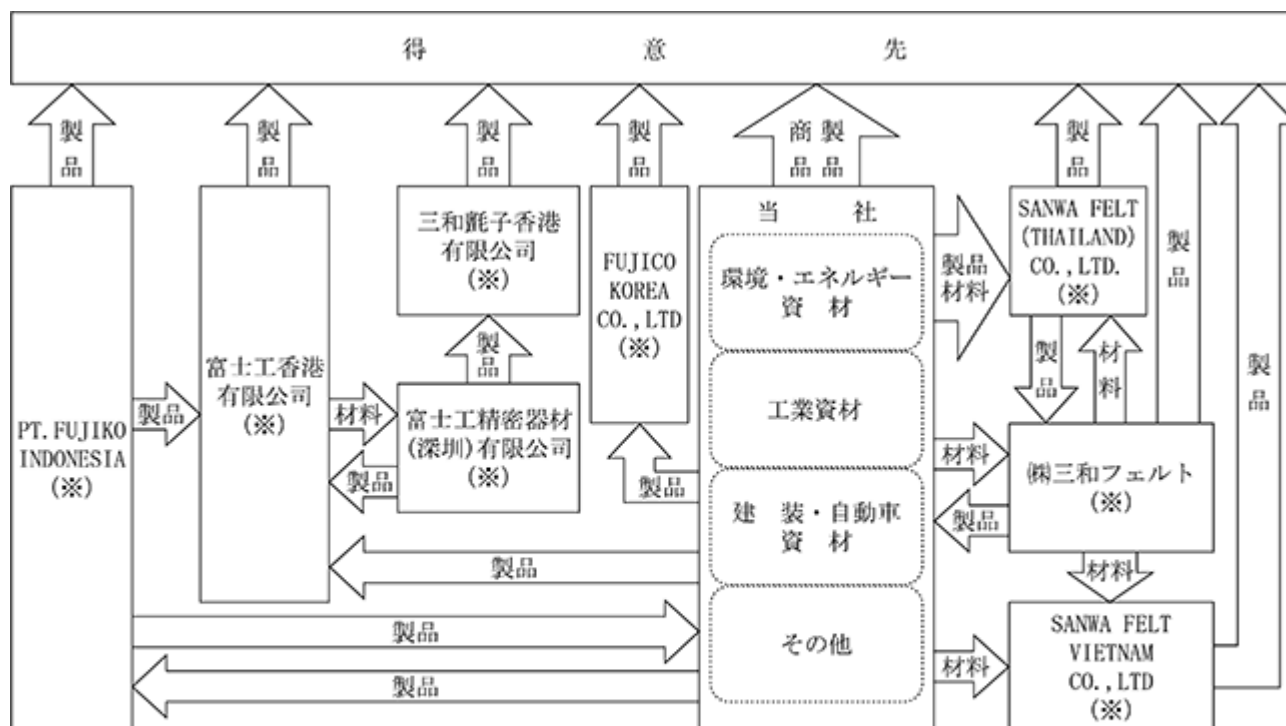 得意先
製品
製品
製品
製品
商品
製品
製品
製品
製品
PT.FUJIKO
INDONESIA
(※)
製品
富士工香港
有限公司
(※)
三和氈子香港
有限公司
(※)
製品
材料
富士工精密器材
(深圳)有限公司
(※)
製品
FUJICO
KOREA
CO.,LTD
(※)
製品
当社
環境・エネルギー
資材
工業資材
建装・自動車
資材
その他
製品
材料
SANWA FELT
(THAILAND)
CO.,LTD.
(※)
製品
材料
材料
㈱三和フェルト
(※)
製品
材料
製品
製品
製品
材料
SANWA FELT
VIETNAM
CO.,LTD
(※)